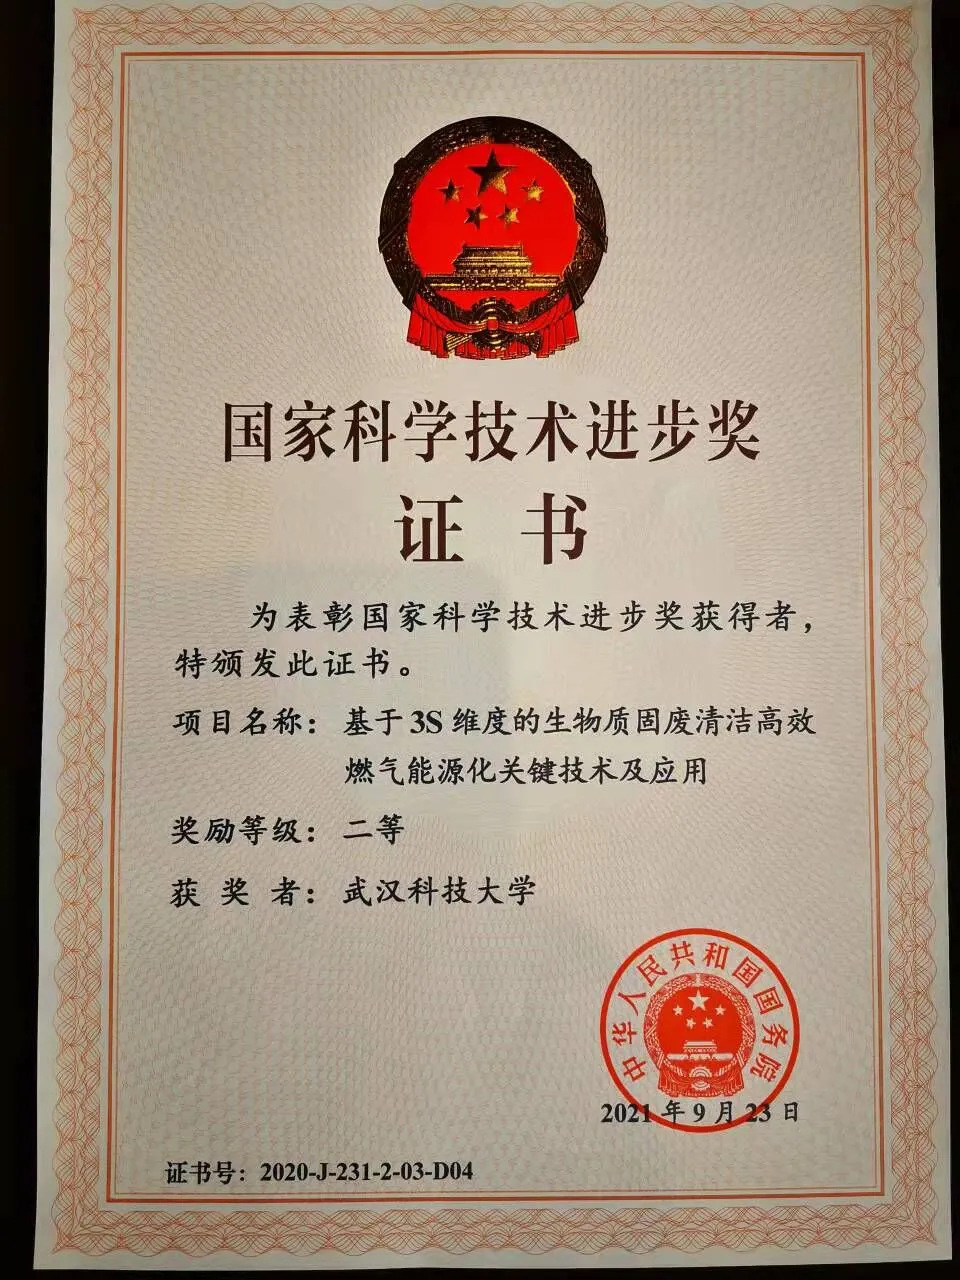 国家科学技术进步奖
证书
为表彰国家科学技术进步奖获得者，
特颁发此证书。
项目名称：基于3S维度的生物质固废清洁高效
燃气能源化关键技术及应用
奖励等级：二等
获奖者：武汉科技大学
中华人民共和国国务院
2021年9月23日
证书号：2020-J-231-2-03-D04